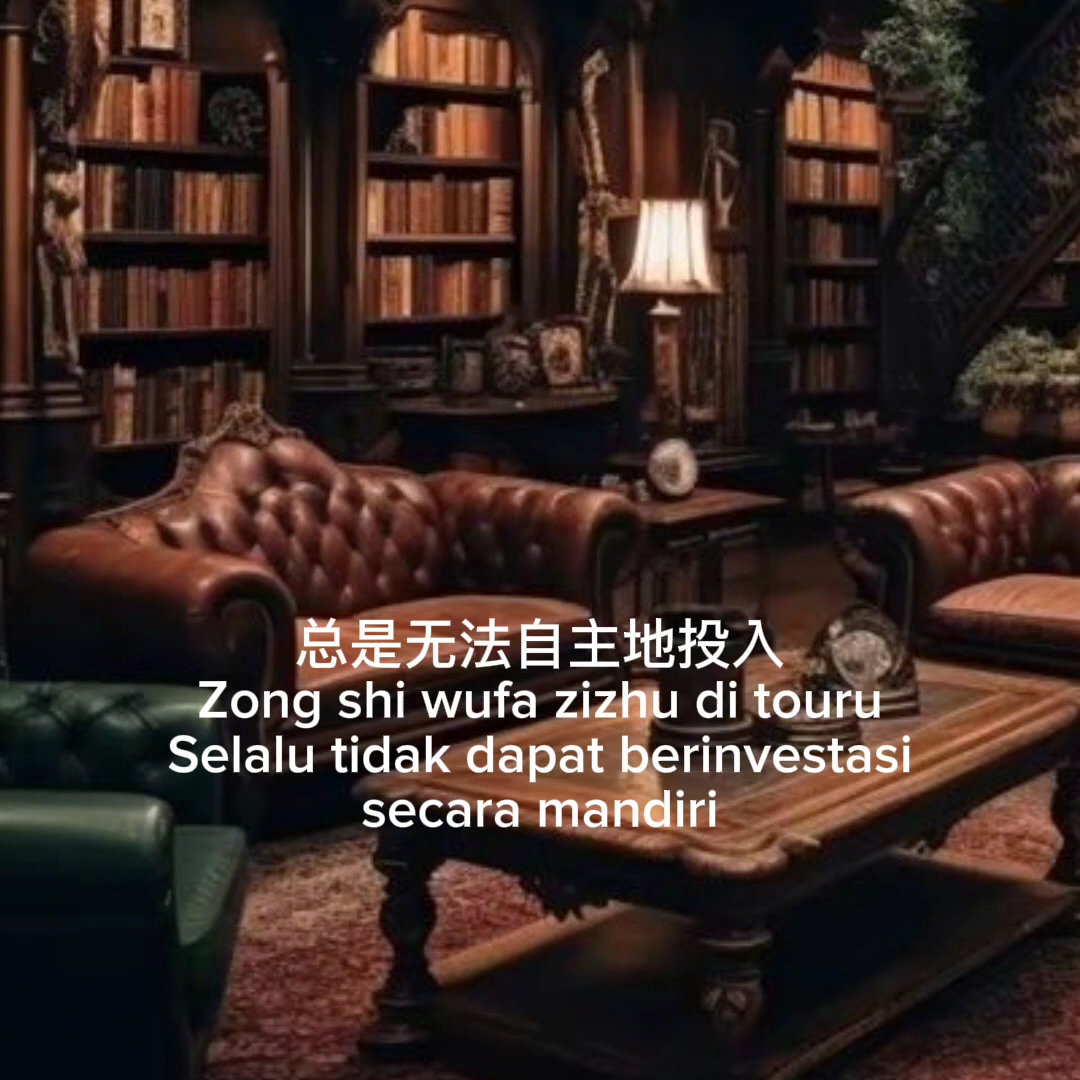 总是无法自主地投入
Zong shi wufa zizhu di touru
Selalu tidak dapat berinvestasi
secara mandiri